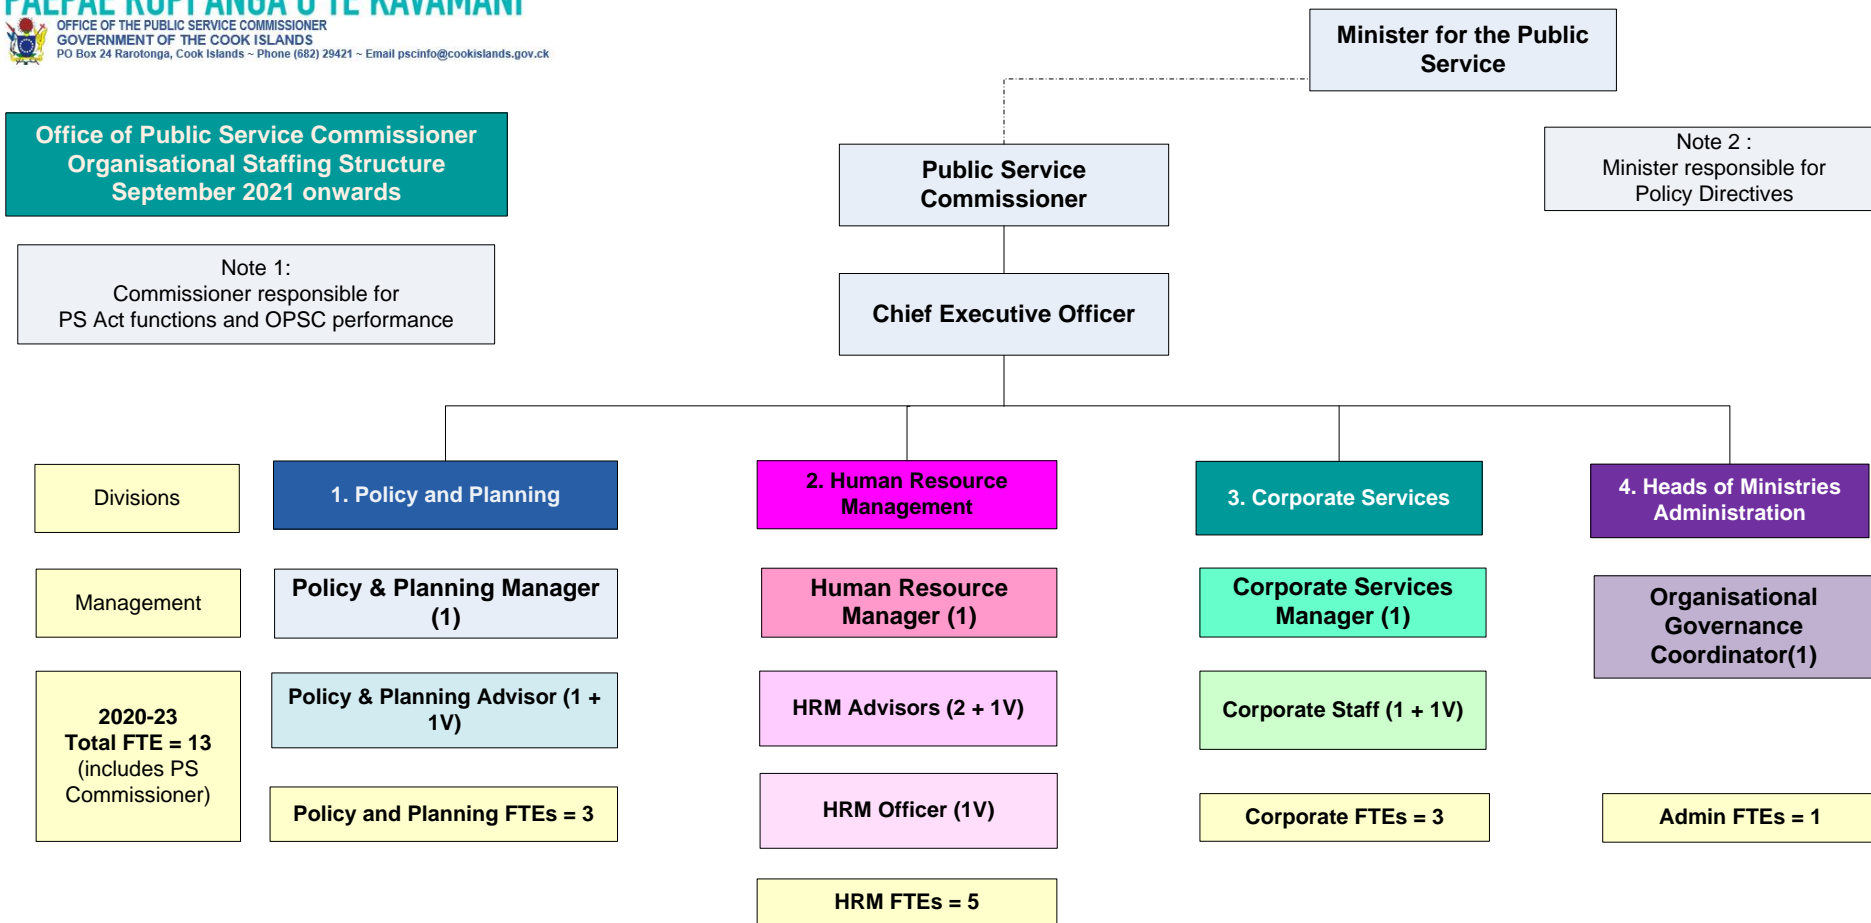 PAEPAE RUPI ANGA O TE KAVAMANI
OFFICE OF THE PUBLIC SERVICE COMMISSIONER
GOVERNMENT OF THE COOK ISLANDS
PO Box 24 Rarotonga, Cook Islands ~ Phone (682) 29421 ~ Email pscinfo@cookislands.gov.ck
Minister for the Public
Service
Office of Public Service Commissioner
Organisational Staffing Structure
September 2021 onwards
Public Service
Commissioner
Note 2 :
Minister responsible for
Policy Directives
Note 1:
Commissioner responsible for
PS Act functions and OPSC performance
Chief Executive Officer
Divisions
1. Policy and Planning
2. Human Resource
Management
3. Corporate Services
4. Heads of Ministries
Administration
Management
Policy & Planning Manager
(1)
Human Resource
Manager (1)
Corporate Services
Manager (1)
Organisational
Governance
Coordinator(1)
2020-23
Total FTE = 13
(includes PS
Commissioner)
Policy & Planning Advisor (1 +
1V)
HRM Advisors (2 + 1V)
Corporate Staff (1 + 1V)
Policy and Planning FTEs = 3
HRM Officer (1V)
Corporate FTEs = 3
Admin FTEs = 1
HRM FTEs = 5